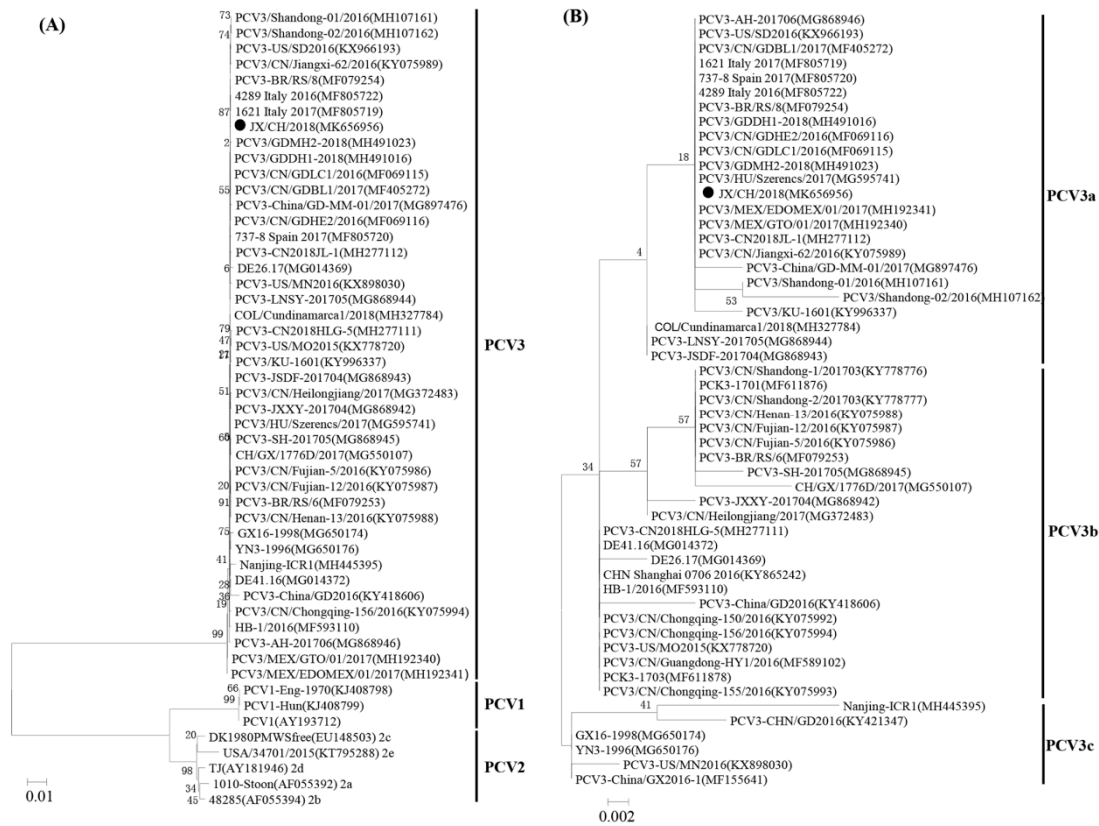 (A)
73
PCV3/Shandong-01/2016(MH107161)
74
PCV3/Shandong-02/2016(MH107162)
PCV3-US/SD2016(KX966193)
PCV3/CN/Jiangxi-62/2016(KY075989)
PCV3-BR/RS/8(MF079254)
4289 Italy 2016(MF805722)
87
1621 Italy 2017(MF805719)
JX/CH/2018(MK656956)
2
PCV3/GDMH2-2018(MH491023)
PCV3/GDDH1-2018(MH491016)
PCV3/CN/GDLC1/2016(MF069115)
55
PCV3/CN/GDBL1/2017(MF405272)
PCV3-China/GD-MM-01/2017(MG897476)
PCV3/CN/GDHE2/2016(MF069116)
737-8 Spain 2017(MF805720)
PCV3-CN2018JL-1(MH277112)
6
DE26.17(MG014369)
PCV3-US/MN2016(KX898030)
PCV3-LNSY-201705(MG868944)
COL/Cundinamarca1/2018(MH327784)
79
PCV3-CN2018HLG-5(MH277111)
47
PCV3-US/MO2015(KX778720)
PCV3/KU-1601(KY996337)
PCV3-JSDF-201704(MG868943)
51
PCV3/CN/Heilongjiang/2017(MG372483)
PCV3-JXXY-201704(MG868942)
PCV3/HU/Szerencs/2017(MG595741)
PCV3-SH-201705(MG868945)
CH/GX/1776D/2017(MG550107)
PCV3/CN/Fujian-5/2016(KY075986)
20
PCV3/CN/Fujian-12/2016(KY075987)
91
PCV3-BR/RS/6(MF079253)
PCV3/CN/Henan-13/2016(KY075988)
75
GX16-1998(MG650174)
YN3-1996(MG650176)
41
Nanjing-ICR1(MH445395)
DE41.16(MG014372)
28
36
PCV3-China/GD2016(KY418606)
19
PCV3/CN/Chongqing-156/2016(KY075994)
HB-1/2016(MF593110)
99
PCV3-AH-201706(MG868946)
PCV3/MEX/GTO/01/2017(MH192340)
PCV3/MEX/EDOMEX/01/2017(MH192341)
PCV3
66
PCV1-Eng-1970(KJ408798)
99
PCV1-Hun(KJ408799)
PCV1(AY193712)
PCV1
20
DK1980PMWSfree(EU148503) 2c
USA/34701/2015(KT795288) 2e
98
TJ(AY181946) 2d
34
1010-Stoon(AF055392) 2a
45
48285(AF055394) 2b
PCV2
0.01
(B)
PCV3-AH-201706(MG868946)
PCV3-US/SD2016(KX966193)
PCV3/CN/GDBL1/2017(MF405272)
1621 Italy 2017(MF805719)
737-8 Spain 2017(MF805720)
4289 Italy 2016(MF805722)
PCV3-BR/RS/8(MF079254)
PCV3/GDDH1-2018(MH491016)
PCV3/CN/GDHE2/2016(MF069116)
18
PCV3/CN/GDLC1/2016(MF069115)
PCV3/GDMH2-2018(MH491023)
PCV3/HU/Szerencs/2017(MG595741)
JX/CH/2018(MK656956)
PCV3/MEX/EDOMEX/01/2017(MH192341)
PCV3/MEX/GTO/01/2017(MH192340)
PCV3-CN2018JL-1(MH277112)
4
PCV3/CN/Jiangxi-62/2016(KY075989)
PCV3-China/GD-MM-01/2017(MG897476)
PCV3/Shandong-01/2016(MH107161)
53
PCV3/Shandong-02/2016(MH107162)
PCV3/KU-1601(KY996337)
COL/Cundinamarca1/2018(MH327784)
PCV3-LNSY-201705(MG868944)
PCV3-JSDF-201704(MG868943)
PCV3a
PCV3/CN/Shandong-1/201703(KY778776)
PCK3-1701(MF611876)
PCV3/CN/Shandong-2/201703(KY778777)
57
PCV3/CN/Henan-13/2016(KY075988)
PCV3/CN/Fujian-12/2016(KY075987)
PCV3/CN/Fujian-5/2016(KY075986)
PCV3-BR/RS/6(MF079253)
34
57
PCV3-SH-201705(MG868945)
CH/GX/1776D/2017(MG550107)
PCV3-JXXY-201704(MG868942)
PCV3/CN/Heilongjiang/2017(MG372483)
PCV3-CN2018HLG-5(MH277111)
DE41.16(MG014372)
DE26.17(MG014369)
CHN Shanghai 0706 2016(KY865242)
HB-1/2016(MF593110)
PCV3-China/GD2016(KY418606)
PCV3/CN/Chongqing-150/2016(KY075992)
PCV3/CN/Chongqing-156/2016(KY075994)
PCV3-US/MO2015(KX778720)
PCV3/CN/Guangdong-HY1/2016(MF589102)
PCK3-1703(MF611878)
PCV3/CN/Chongqing-155/2016(KY075993)
PCV3b
41
Nanjing-ICR1(MH445395)
PCV3-CHN/GD2016(KY421347)
GX16-1998(MG650174)
YN3-1996(MG650176)
PCV3-US/MN2016(KX898030)
PCV3-China/GX2016-1(MF155641)
PCV3c
0.002